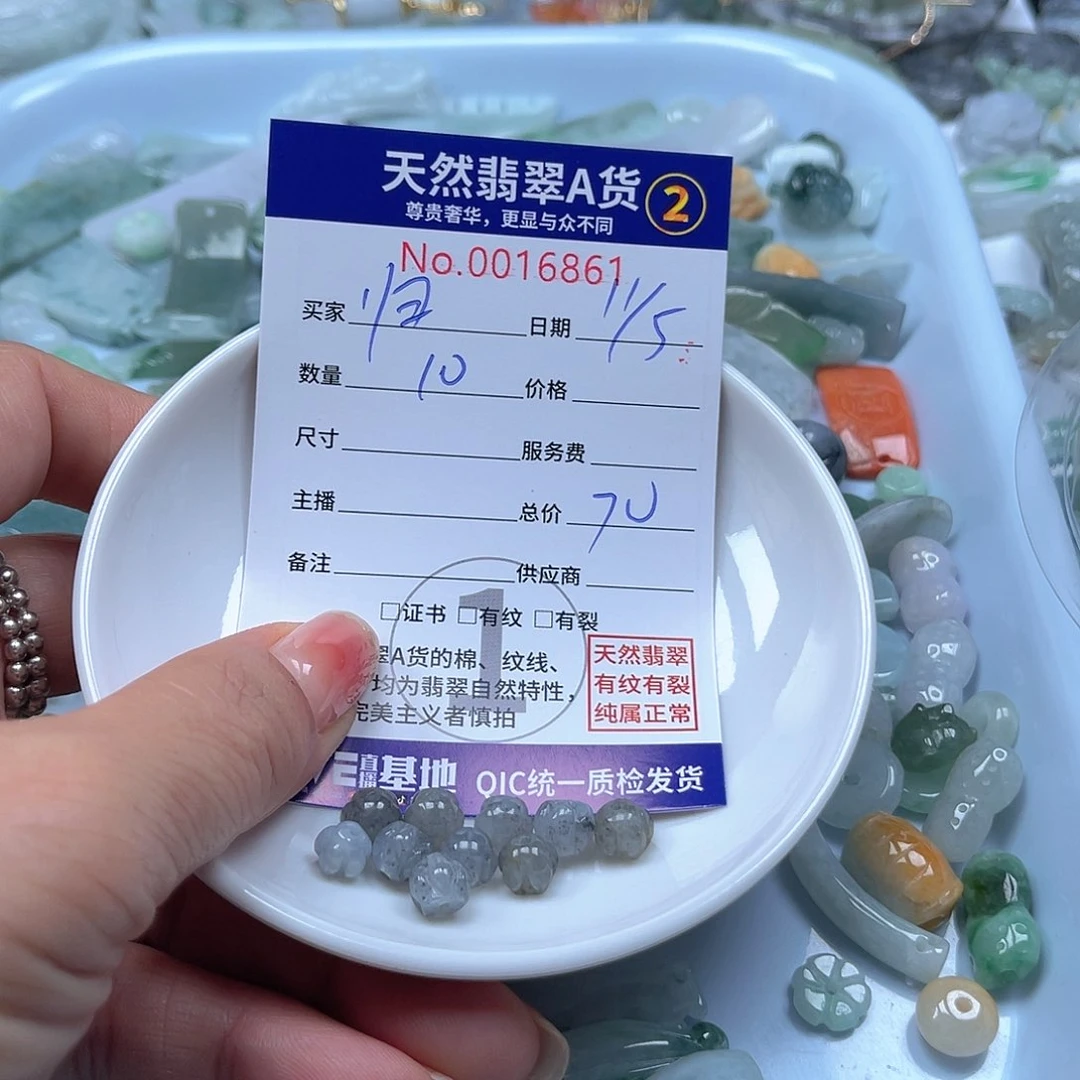 天然翡翠A货 2
尊贵奢华，更显与众不同
No.0016861
买家 日期 11/5
数量 10 价格
尺寸 服务费
主播 总价 70
备注 供应商
□证书 □有纹 □有裂
1
翠A货的棉、纹线、
均为翡翠自然特性，
完美主义者慎拍
天然翡翠
有纹有裂
纯属正常
直播基地 QIC统一质检发货